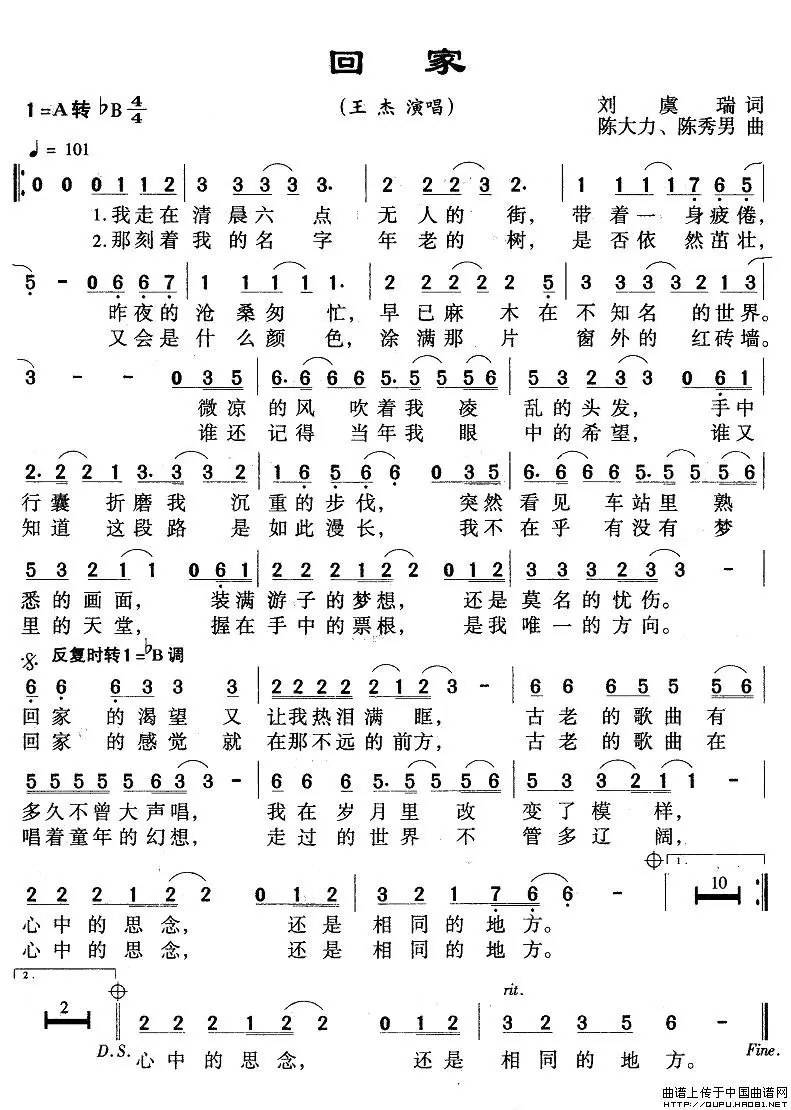 回 家
1=A转♭B 4/4
(王 杰 演唱)
刘 虞 瑞 词
陈大力、陈秀男 曲
♩= 101
0 0 0 1 1 2 | 3 3 3 3 3 3· | 2 2 2 2 3 2· | 1 1 1 1 7 6 5 |
1.我走在 清晨六 点 无 人的 街, 带 着一 身疲倦,
2.那刻着 我的名 字 年 老的 树, 是 否依 然茁壮,
5 - 0 6 6 7 | 1 1 1 1 1 1· | 2 2 2 2 2 2 5 | 3 3 3 3 3 2 1 3 |
昨夜的 沧 桑匆 忙, 早已麻 木 在 不 知名 的世界。
又会是 什 么颜 色, 涂满那 片 窗 外的 红砖墙。
3 - - 0 3 5 | 6· 6 6 6 6 5· 5 5 5 6 | 5 3 5 3 2 3 3 0 6 1 |
微凉 的风 吹着我 凌 乱的头发, 手中
谁还 记得 当年我 眼 中的希望, 谁又
2· 2 2 2 1 3· 3 3 3 2 | 1 6 5 6 6 0 3 5 | 6· 6 6 6 6 5· 5 5 5 6 |
行囊 折磨我 沉 重的步伐, 突然 看见 车站里 熟
知道 这段路 是 如此漫长, 我不 在乎 有没有 梦
5 3 2 1 1 0 6 1 | 2 2 2 2 1 2 2 0 1 2 | 3 3 3 3 2 3 3 - |
悉的画面, 装满 游子的梦想, 还是 莫名的忧伤。
里的天堂, 握在 手中的票根, 是我 唯一的方向。
反复时转1=♭B 调
6 6 6 3 3 3 | 2 2 2 2 2 2 1 2 3 - | 6 6 6 6 5 5 5 6 |
回家 的渴望 又 让我热泪满 眶, 古老 的歌曲 有
回家 的感觉 就 在那不远的前方, 古老 的歌曲 在
5 5 5 5 5 6 3 3 - | 6 6 6 5· 5 5 5 6 | 5 3 3 2 1 1 - |
多久不曾大声唱, 我在岁月里 改 变了模 样,
唱着童年的幻想, 走过的世界 不 管多辽 阔,
1.
2 2 2 1 2 2 2 0 1 2 | 3 2 1 7 6 6 - | 10
心中的思念, 还是 相同的地方。
心中的思念, 还是 相同的地方。
2.
rit.
2 | 2 2 2 1 2 2 0 1 2 | 3 2 3 5 6 - |
D.S. 心中的思念, 还是 相同的地 方。 Fine.
曲谱上传于中国曲谱网
HTTP://QUPU.HAO81.NET